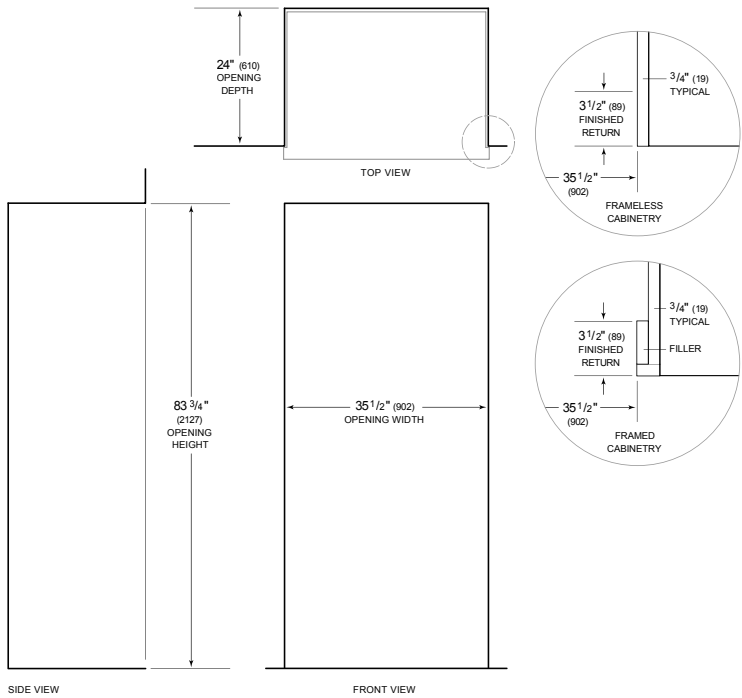 24" (610)
OPENING
DEPTH
TOP VIEW
3/4" (19)
TYPICAL
3 1/2" (89)
FINISHED
RETURN
35 1/2"
(902)
FRAMELESS
CABINETRY
3/4" (19)
TYPICAL
3 1/2" (89)
FINISHED
RETURN
FILLER
35 1/2"
(902)
FRAMED
CABINETRY
83 3/4"
(2127)
OPENING
HEIGHT
35 1/2" (902)
OPENING WIDTH
SIDE VIEW
FRONT VIEW